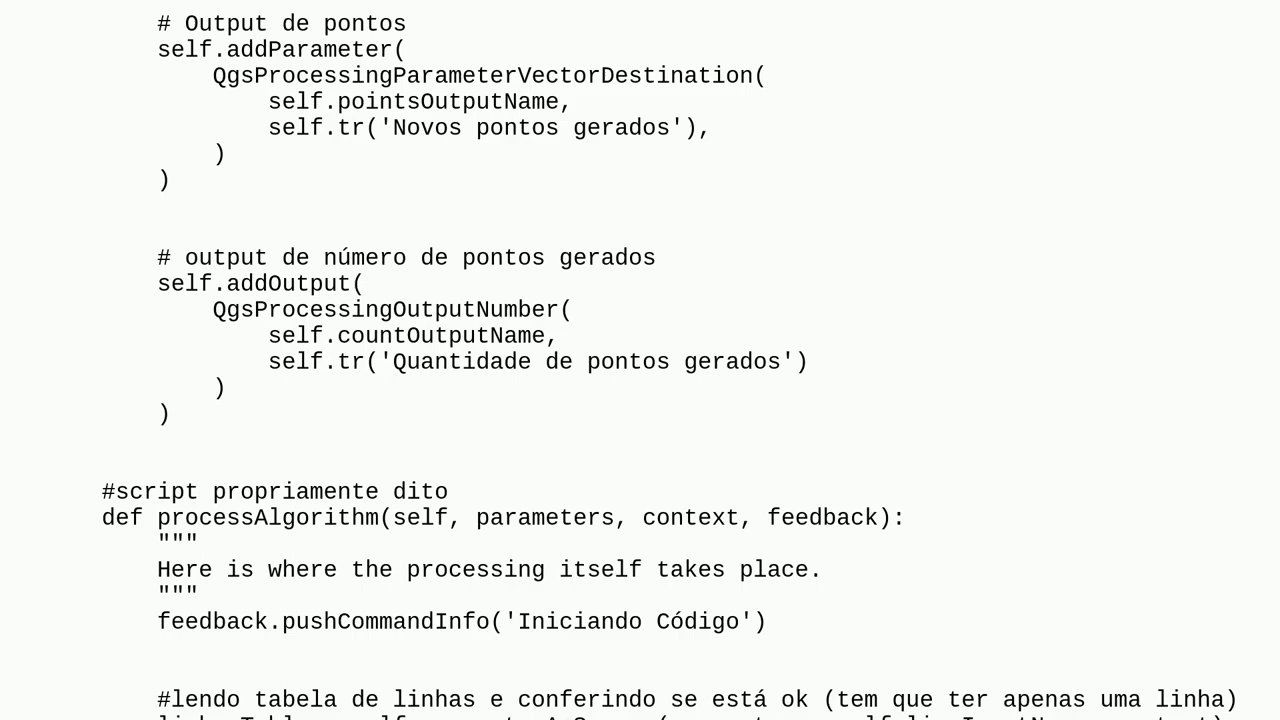 # Output de pontos
self.addParameter(
QgsProcessingParameterVectorDestination(
self.pointsOutputName,
self.tr('Novos pontos gerados'),
)
)
# output de número de pontos gerados
self.addOutput(
QgsProcessingOutputNumber(
self.countOutputName,
self.tr('Quantidade de pontos gerados')
)
)
#script propriamente dito
def processAlgorithm(self, parameters, context, feedback):
"""
Here is where the processing itself takes place.
"""
feedback.pushCommandInfo('Iniciando Código')
#lendo tabela de linhas e conferindo se está ok (tem que ter apenas uma linha)